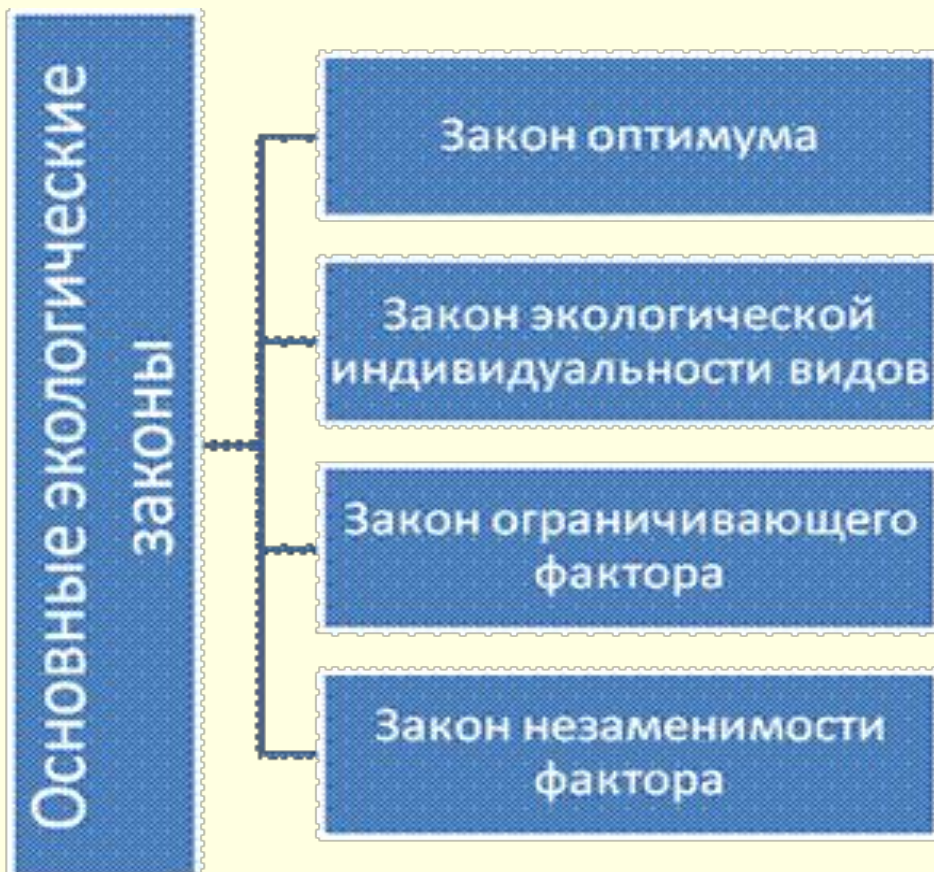 Основные экологические
законы
Закон оптимума
Закон экологической
индивидуальности видов
Закон ограничивающего
фактора
Закон незаменимости
фактора